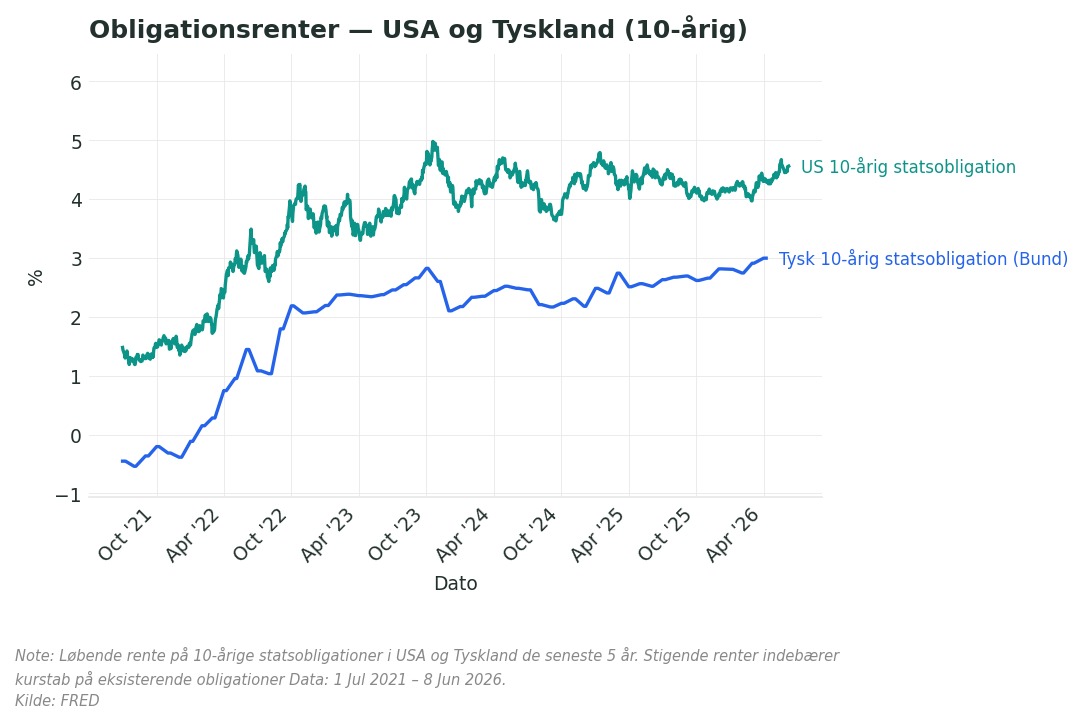 Obligationsrenter — USA og Tyskland (10-årig)
6
5
4
3
2
1
0
−1
%
US 10-årig statsobligation
Tysk 10-årig statsobligation (Bund)
Oct '21
Apr '22
Oct '22
Apr '23
Oct '23
Apr '24
Oct '24
Apr '25
Oct '25
Apr '26
Dato
Note: Løbende rente på 10-årige statsobligationer i USA og Tyskland de seneste 5 år. Stigende renter indebærer
kurstab på eksisterende obligationer Data: 1 Jul 2021 – 8 Jun 2026.
Kilde: FRED